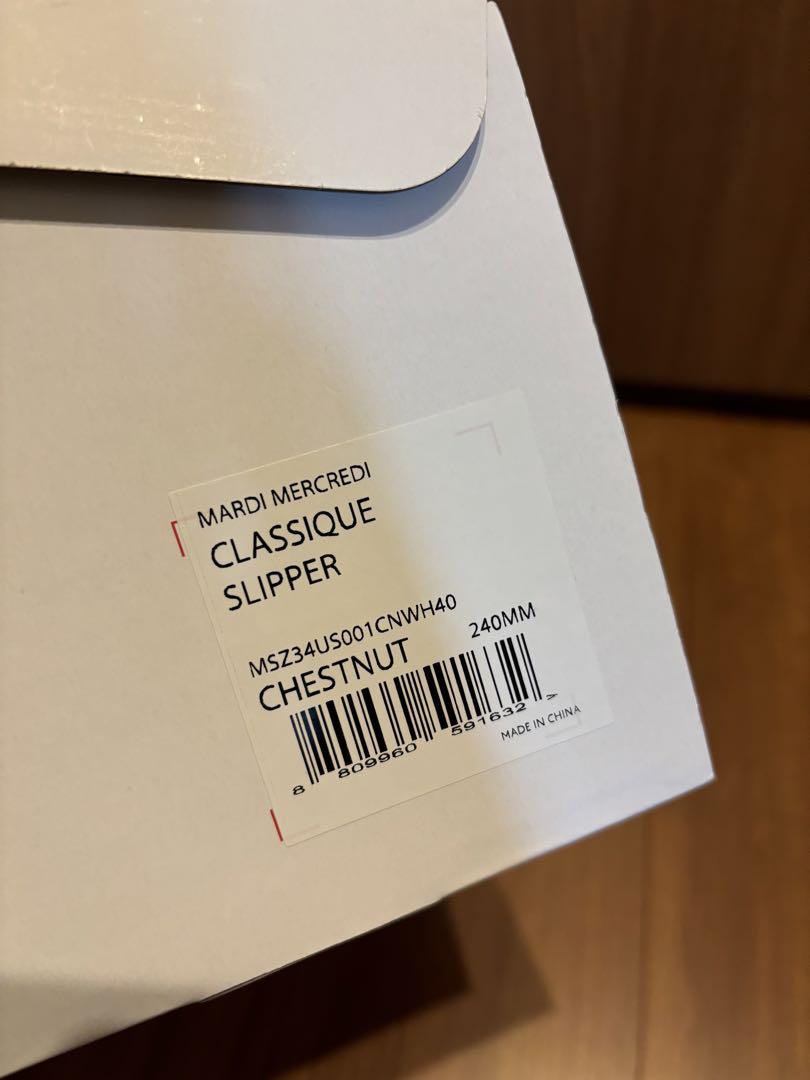 MARDI MERCREDI
CLASSIQUE
SLIPPER
MSZ34US001CNWH40
CHESTNUT 240MM
8 809960 591632 >
MADE IN CHINA